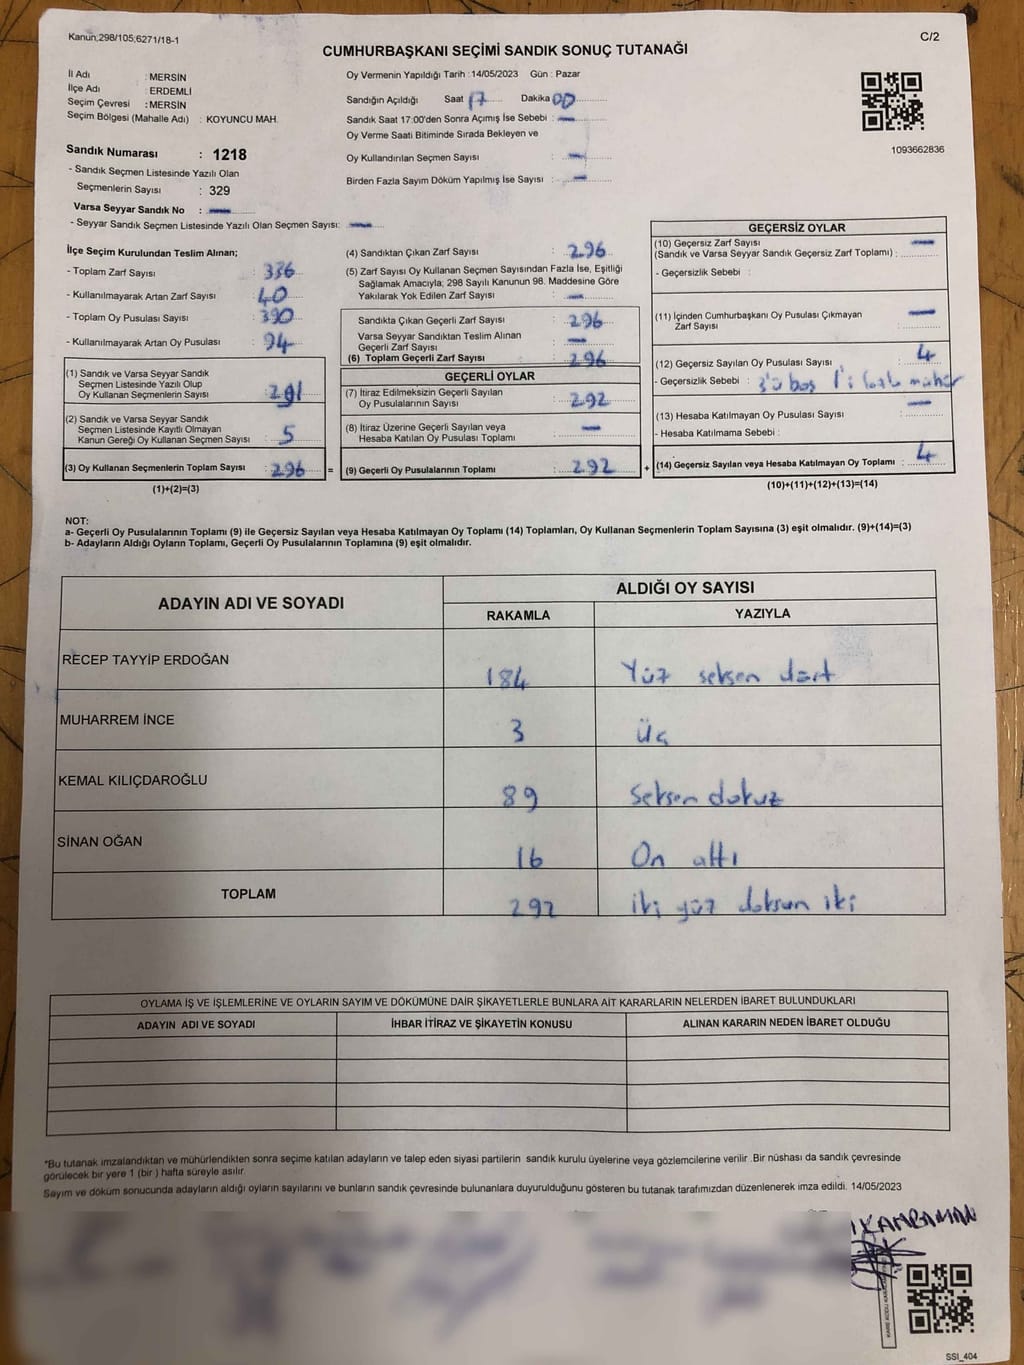 Kanun,298/105,6271/18-1
C/2
CUMHURBAŞKANI SEÇİMİ SANDIK SONUÇ TUTANAĞI
İl Adı : MERSİN
İlçe Adı : ERDEMLİ
Seçim Çevresi : MERSİN
Seçim Bölgesi (Mahalle Adı) : KOYUNCU MAH.
Oy Vermenin Yapıldığı Tarih : 14/05/2023 Gün : Pazar
Sandığın Açıldığı Saat 17 Dakika 00
Sandık Saat 17:00'den Sonra Açımış İse Sebebi : —
Oy Verme Saati Bitiminde Sırada Bekleyen ve
Oy Kullandırılan Seçmen Sayısı : —
Birden Fazla Sayım Döküm Yapılmış İse Sayısı : —
1093662836
Sandık Numarası : 1218
- Sandık Seçmen Listesinde Yazılı Olan
Seçmenlerin Sayısı : 329
Varsa Seyyar Sandık No : —
- Seyyar Sandık Seçmen Listesinde Yazılı Olan Seçmen Sayısı: —
İlçe Seçim Kurulundan Teslim Alınan;
- Toplam Zarf Sayısı : 336
- Kullanılmayarak Artan Zarf Sayısı : 40
- Toplam Oy Pusulası Sayısı : 390
- Kullanılmayarak Artan Oy Pusulası : 94
(1) Sandık ve Varsa Seyyar Sandık
Seçmen Listesinde Yazılı Olup
Oy Kullanan Seçmenlerin Sayısı : 291
(2) Sandık ve Varsa Seyyar Sandık
Seçmen Listesinde Kayıtlı Olmayan
Kanun Gereği Oy Kullanan Seçmen Sayısı : 5
(3) Oy Kullanan Seçmenlerin Toplam Sayısı : 296 =
(1)+(2)=(3)
(4) Sandıktan Çıkan Zarf Sayısı : 296
(5) Zarf Sayısı Oy Kullanan Seçmen Sayısından Fazla İse, Eşitliği
Sağlamak Amacıyla; 298 Sayılı Kanunun 98. Maddesine Göre
Yakılarak Yok Edilen Zarf Sayısı : —
Sandıkta Çıkan Geçerli Zarf Sayısı : 296
Varsa Seyyar Sandıktan Teslim Alınan
Geçerli Zarf Sayısı : —
(6) Toplam Geçerli Zarf Sayısı : 296
GEÇERLİ OYLAR
(7) İtiraz Edilmeksizin Geçerli Sayılan
Oy Pusulalarının Sayısı : 292
(8) İtiraz Üzerine Geçerli Sayılan veya
Hesaba Katılan Oy Pusulası Toplamı : —
(9) Geçerli Oy Pusulalarının Toplamı : 292 +
GEÇERSİZ OYLAR
(10) Geçersiz Zarf Sayısı
(Sandık ve Varsa Seyyar Sandık Geçersiz Zarf Toplamı) : —
- Geçersizlik Sebebi :
(11) İçinden Cumhurbaşkanı Oy Pusulası Çıkmayan
Zarf Sayısı : —
(12) Geçersiz Sayılan Oy Pusulası Sayısı : 4
- Geçersizlik Sebebi : 3'ü boş 1'i fazla mühür
(13) Hesaba Katılmayan Oy Pusulası Sayısı : —
- Hesaba Katılmama Sebebi :
(14) Geçersiz Sayılan veya Hesaba Katılmayan Oy Toplamı : 4
(10)+(11)+(12)+(13)=(14)
NOT:
a- Geçerli Oy Pusulalarının Toplamı (9) ile Geçersiz Sayılan veya Hesaba Katılmayan Oy Toplamı (14) Toplamları, Oy Kullanan Seçmenlerin Toplam Sayısına (3) eşit olmalıdır. (9)+(14)=(3)
b- Adayların Aldığı Oyların Toplamı, Geçerli Oy Pusulalarının Toplamına (9) eşit olmalıdır.
ADAYIN ADI VE SOYADI
ALDIĞI OY SAYISI
RAKAMLA YAZIYLA
RECEP TAYYİP ERDOĞAN 184 Yüz seksen dört
MUHARREM İNCE 3 Üç
KEMAL KILIÇDAROĞLU 89 Seksen dokuz
SİNAN OĞAN 16 On altı
TOPLAM 292 iki yüz doksan iki
OYLAMA İŞ VE İŞLEMLERİNE VE OYLARIN SAYIM VE DÖKÜMÜNE DAİR ŞİKAYETLERLE BUNLARA AİT KARARLARIN NELERDEN İBARET BULUNDUKLARI
ADAYIN ADI VE SOYADI İHBAR İTİRAZ VE ŞİKAYETİN KONUSU ALINAN KARARIN NEDEN İBARET OLDUĞU
*Bu tutanak imzalandıktan ve mühürlendikten sonra seçime katılan adayların ve talep eden siyasi partilerin sandık kurulu üyelerine veya gözlemcilerine verilir .Bir nüshası da sandık çevresinde
görülecek bir yere 1 (bir ) hafta süreyle asılır.
Sayım ve döküm sonucunda adayların aldığı oyların sayılarını ve bunların sandık çevresinde bulunanlara duyurulduğunu gösteren bu tutanak tarafımızdan düzenlenerek imza edildi. 14/05/2023
SSI_404